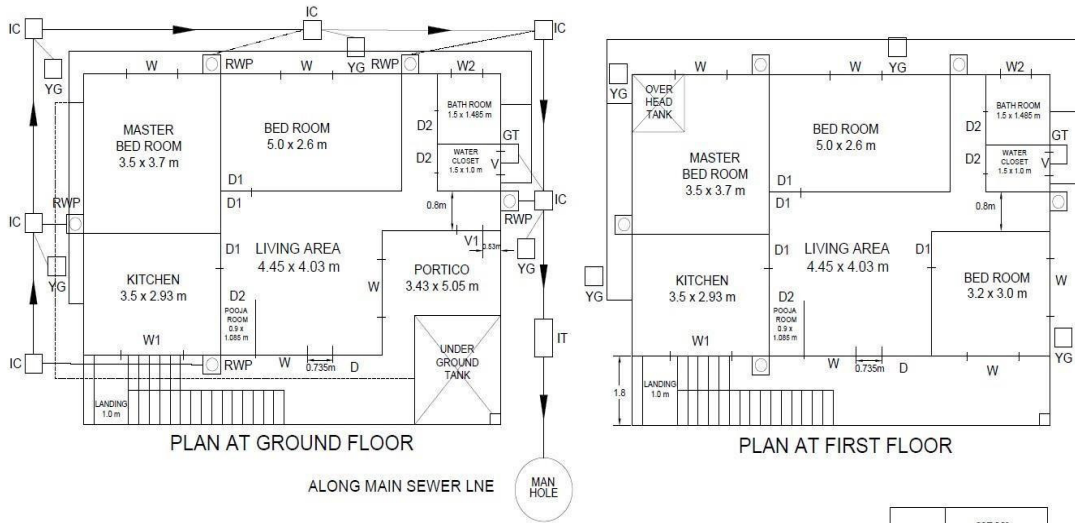 IC
IC
IC
YG
W
RWP
YG
W
RWP
W2
YG
MASTER
BED ROOM
3.5 x 3.7 m
BED ROOM
5.0 x 2.6 m
D2
BATH ROOM
1.5 x 1.485 m
D2
WATER
CLOSET
1.5 x 1.0 m
GT
V
D1
D1
IC
RWP
0.8m
IC
RWP
YG
KITCHEN
3.5 x 2.93 m
D1
LIVING AREA
4.45 x 4.03 m
V1
0.53m
YG
W
PORTICO
3.43 x 5.05 m
D2
POOJA
ROOM
0.9 x
1.085 m
W1
IC
RWP
W
0.735m
D
UNDER
GROUND
TANK
IT
LANDING
1.0 m
PLAN AT GROUND FLOOR
ALONG MAIN SEWER LNE
MAN
HOLE
YG
OVER
HEAD
TANK
W
W
YG
W2
MASTER
BED ROOM
3.5 x 3.7 m
BED ROOM
5.0 x 2.6 m
D2
BATH ROOM
1.5 x 1.485 m
D2
WATER
CLOSET
1.5 x 1.0 m
GT
V
D1
D1
0.8m
YG
KITCHEN
3.5 x 2.93 m
D1
LIVING AREA
4.45 x 4.03 m
D1
BED ROOM
3.2 x 3.0 m
W
YG
D2
POOJA
ROOM
0.9 x
1.085 m
W1
W
0.735m
D
W
1.8
LANDING
1.0 m
PLAN AT FIRST FLOOR